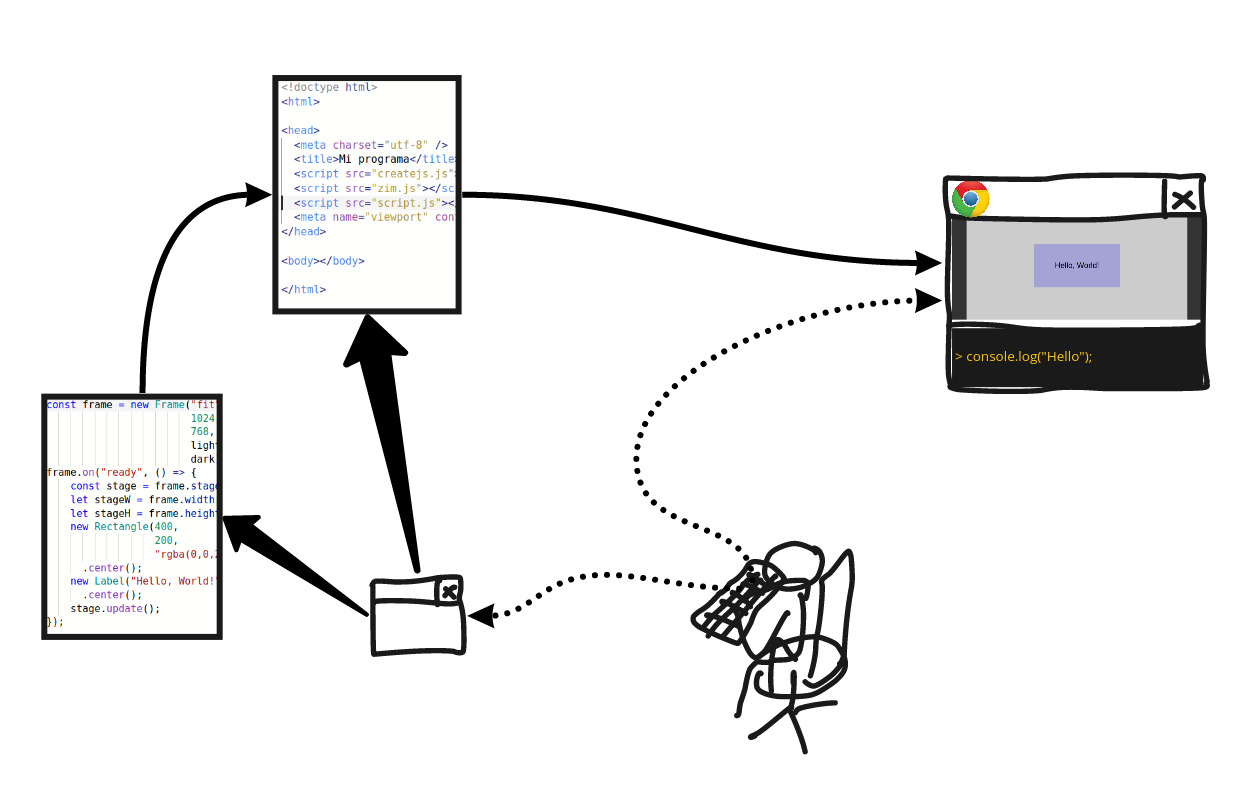 <!doctype html>
<html>
<head>
<meta charset="utf-8" />
<title>Mi programa</title
<script src="createjs.js"
<script src="zim.js"></sc
<script src="script.js"><
<meta name="viewport" con
</head>
<body></body>
</html>
Hello, World!
> console.log("Hello");
const frame = new Frame("fit
1024
768,
ligh
dark
frame.on("ready", () => {
const stage = frame.stage
let stageW = frame.width
let stageH = frame.height
new Rectangle(400,
200,
"rgba(0,0,2
.center();
new Label("Hello, World!"
.center();
stage.update();
});